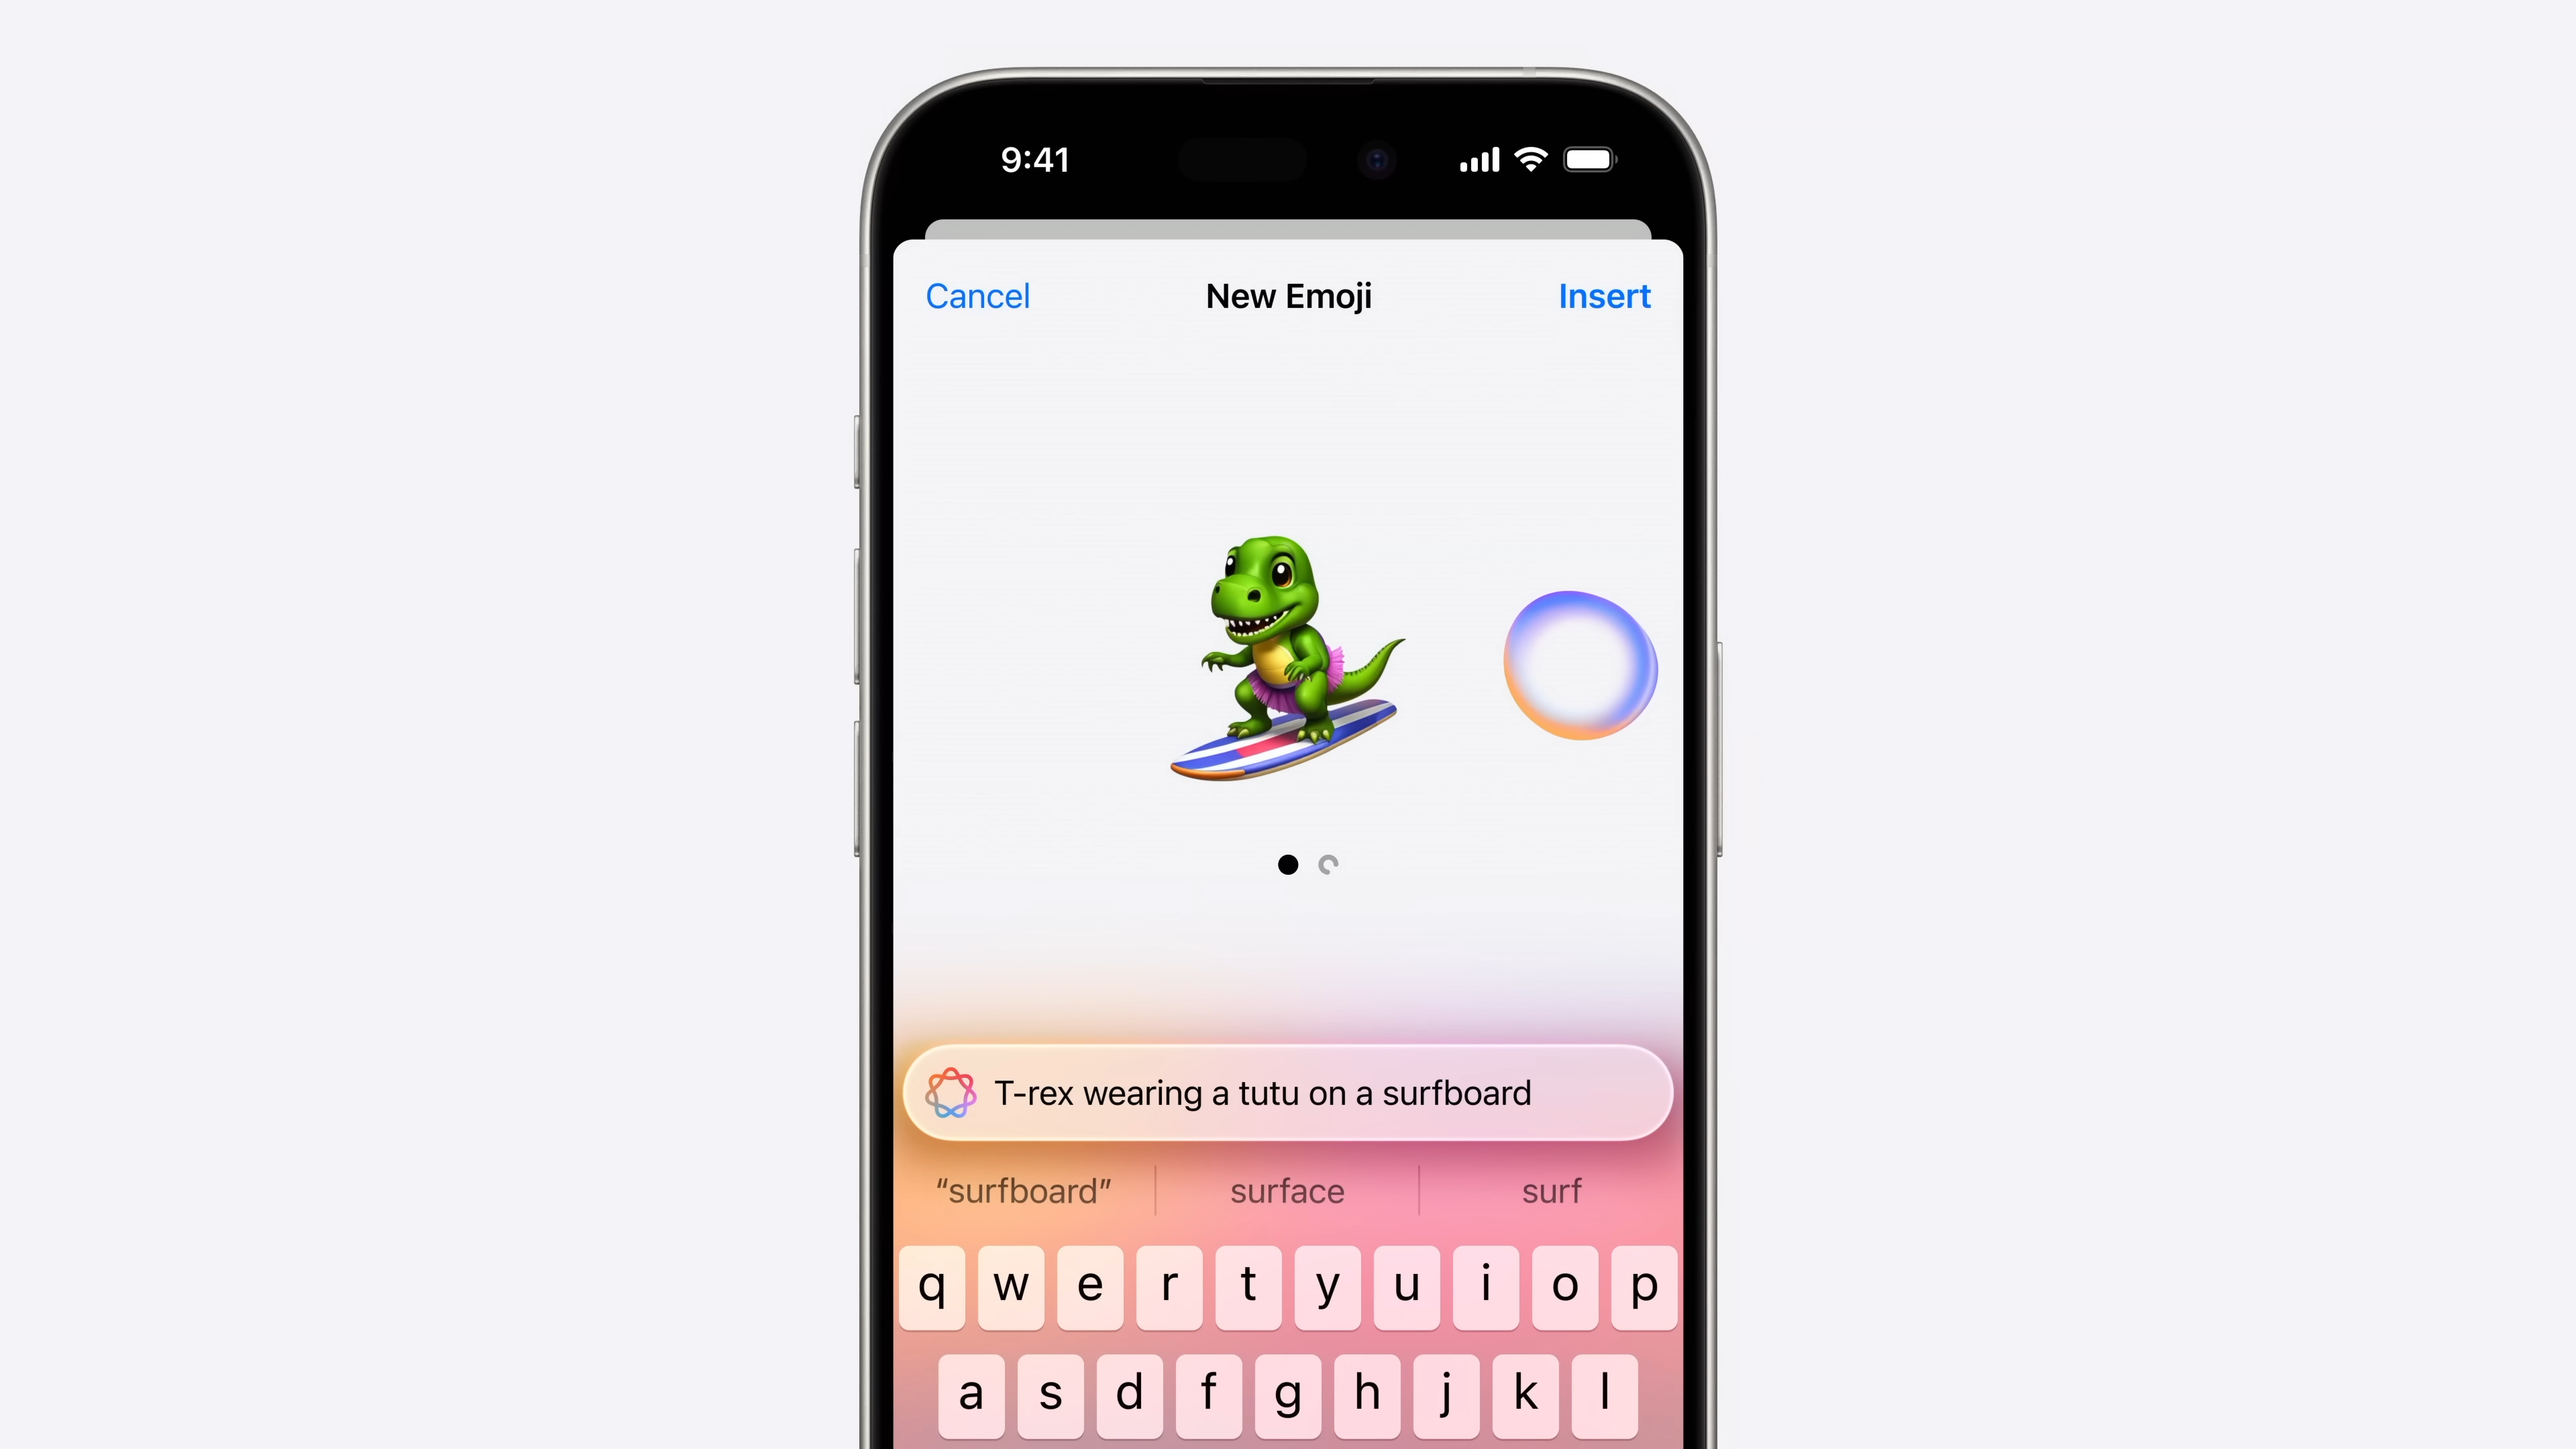 9:41
Cancel New Emoji Insert
T-rex wearing a tutu on a surfboard
“surfboard” surface surf
q w e r t y u i o p
a s d f g h j k l